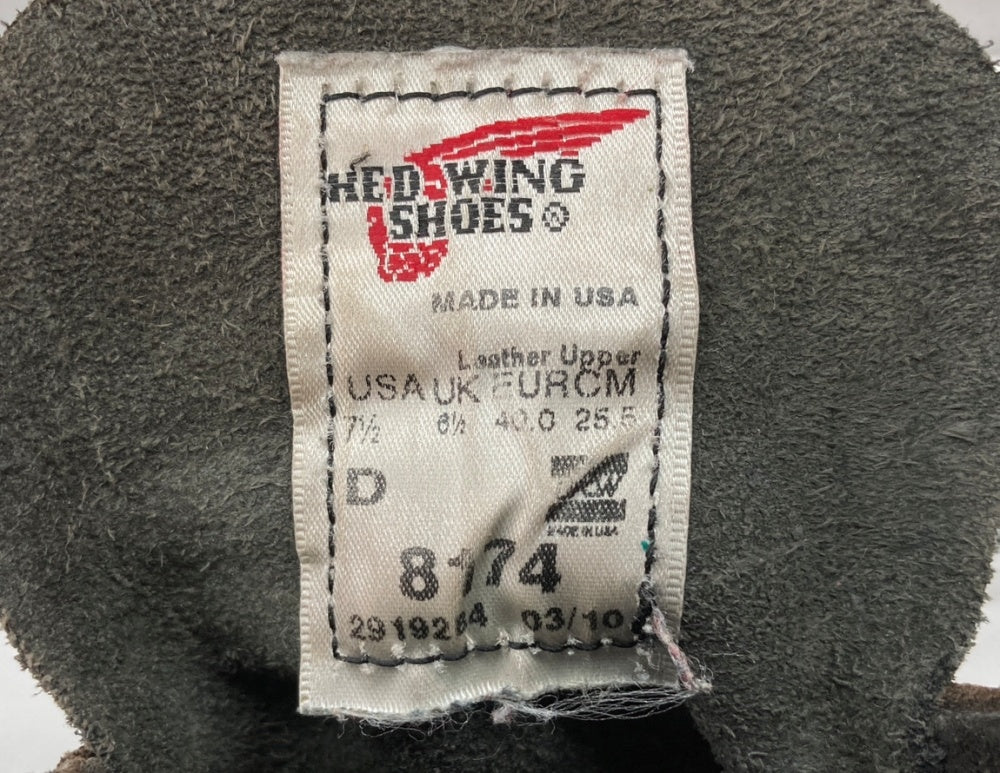 RED WING
SHOES®
MADE IN USA
Leather Upper
USA UK EUR CM
7½ 6½ 40.0 25.5
D
MADE IN USA
8174
03/10